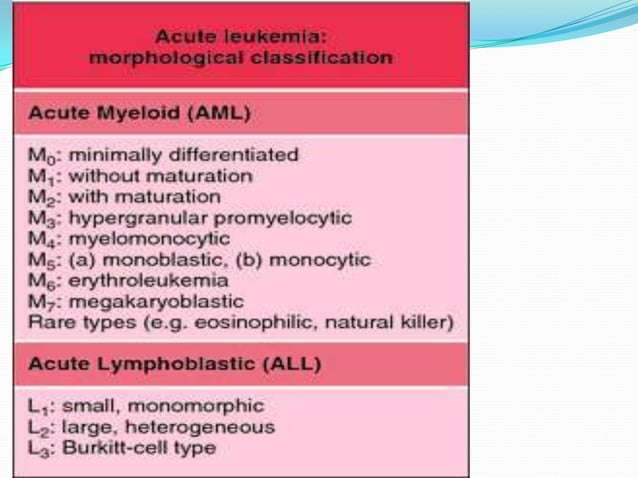 Acute leukemia:
morphological classification
Acute Myeloid (AML)
M₀: minimally differentiated
M₁: without maturation
M₂: with maturation
M₃: hypergranular promyelocytic
M₄: myelomonocytic
M₅: (a) monoblastic, (b) monocytic
M₆: erythroleukemia
M₇: megakaryoblastic
Rare types (e.g. eosinophilic, natural killer)
Acute Lymphoblastic (ALL)
L₁: small, monomorphic
L₂: large, heterogeneous
L₃: Burkitt-cell type